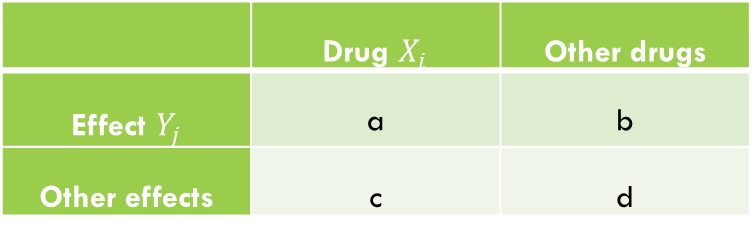 Drug Xᵢ Other drugs
Effect Yⱼ a b
Other effects c d